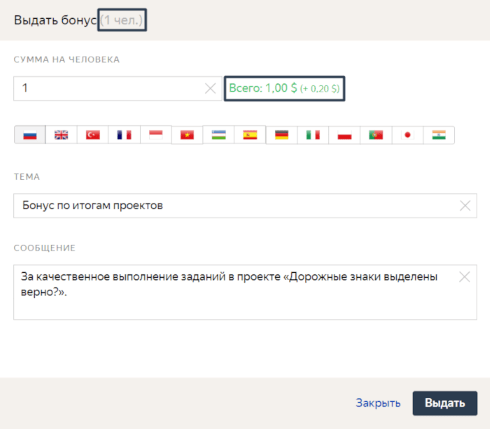 Выдать бонус (1 чел.)
СУММА НА ЧЕЛОВЕКА
1
Всего: 1,00 $ (+ 0,20 $)
ТЕМА
Бонус по итогам проектов
СООБЩЕНИЕ
За качественное выполнение заданий в проекте «Дорожные знаки выделены
верно?».
Закрыть
Выдать